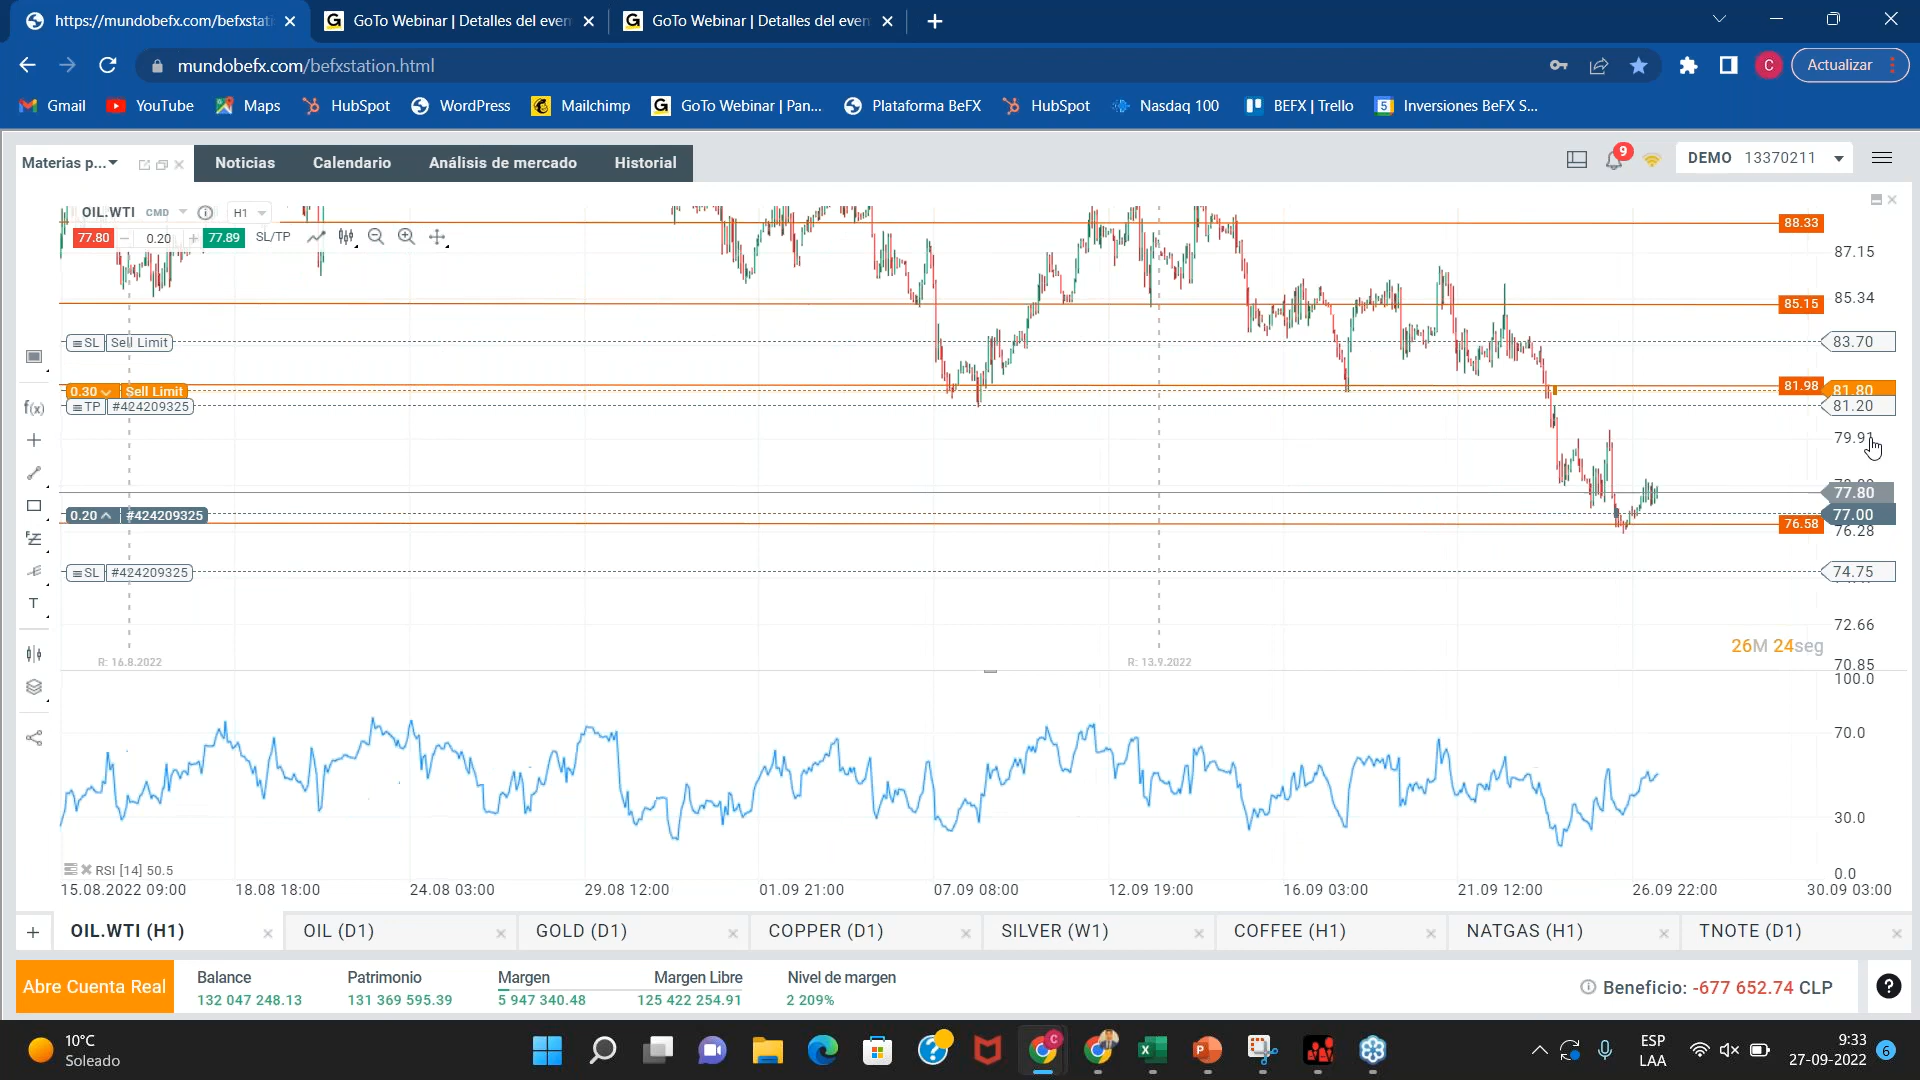 https://mundobefx.com/befxstati
GoTo Webinar | Detalles del even
GoTo Webinar | Detalles del even
mundobefx.com/befxstation.html
C
Actualizar
Gmail
YouTube
Maps
HubSpot
WordPress
Mailchimp
GoTo Webinar | Pan...
Plataforma BeFX
HubSpot
Nasdaq 100
BEFX | Trello
Inversiones BeFX S...
Materias p...
Noticias
Calendario
Análisis de mercado
Historial
9
DEMO 13370211
OIL.WTI CMD H1
77.80 0.20 77.89 SL/TP
88.33
87.15
85.34
85.15
SL Sell Limit
83.70
0.30 Sell Limit
81.98
81.80
TP #424209325
81.20
79.91
77.80
0.20 #424209325
77.00
76.58
76.28
SL #424209325
74.75
72.66
26M 24seg
R: 16.8.2022
R: 13.9.2022
70.85
100.0
70.0
30.0
RSI [14] 50.5
0.0
15.08.2022 09:00
18.08 18:00
24.08 03:00
29.08 12:00
01.09 21:00
07.09 08:00
12.09 19:00
16.09 03:00
21.09 12:00
26.09 22:00
30.09 03:00
OIL.WTI (H1)
OIL (D1)
GOLD (D1)
COPPER (D1)
SILVER (W1)
COFFEE (H1)
NATGAS (H1)
TNOTE (D1)
Abre Cuenta Real
Balance
Patrimonio
Margen
Margen Libre
Nivel de margen
132 047 248.13
131 369 595.39
5 947 340.48
125 422 254.91
2 209%
Beneficio: -677 652.74 CLP
10°C
Soleado
ESP
LAA
9:33
27-09-2022
6